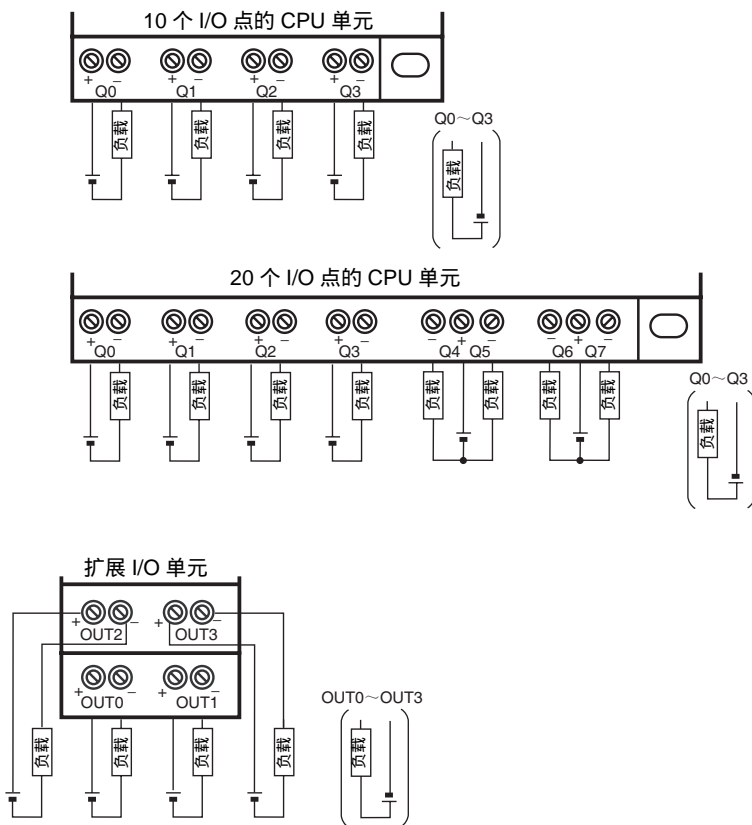 10 个 I/O 点的 CPU 单元
+ − + − + − + −
Q0 Q1 Q2 Q3
负载 负载 负载 负载
Q0～Q3
负载
20 个 I/O 点的 CPU 单元
+ − + − + − + − − + − − + −
Q0 Q1 Q2 Q3 Q4 Q5 Q6 Q7
负载 负载 负载 负载 负载 负载 负载 负载
Q0～Q3
负载
扩展 I/O 单元
+ − + −
OUT2 OUT3
+ − + −
OUT0 OUT1
负载 负载 负载 负载
OUT0～OUT3
负载